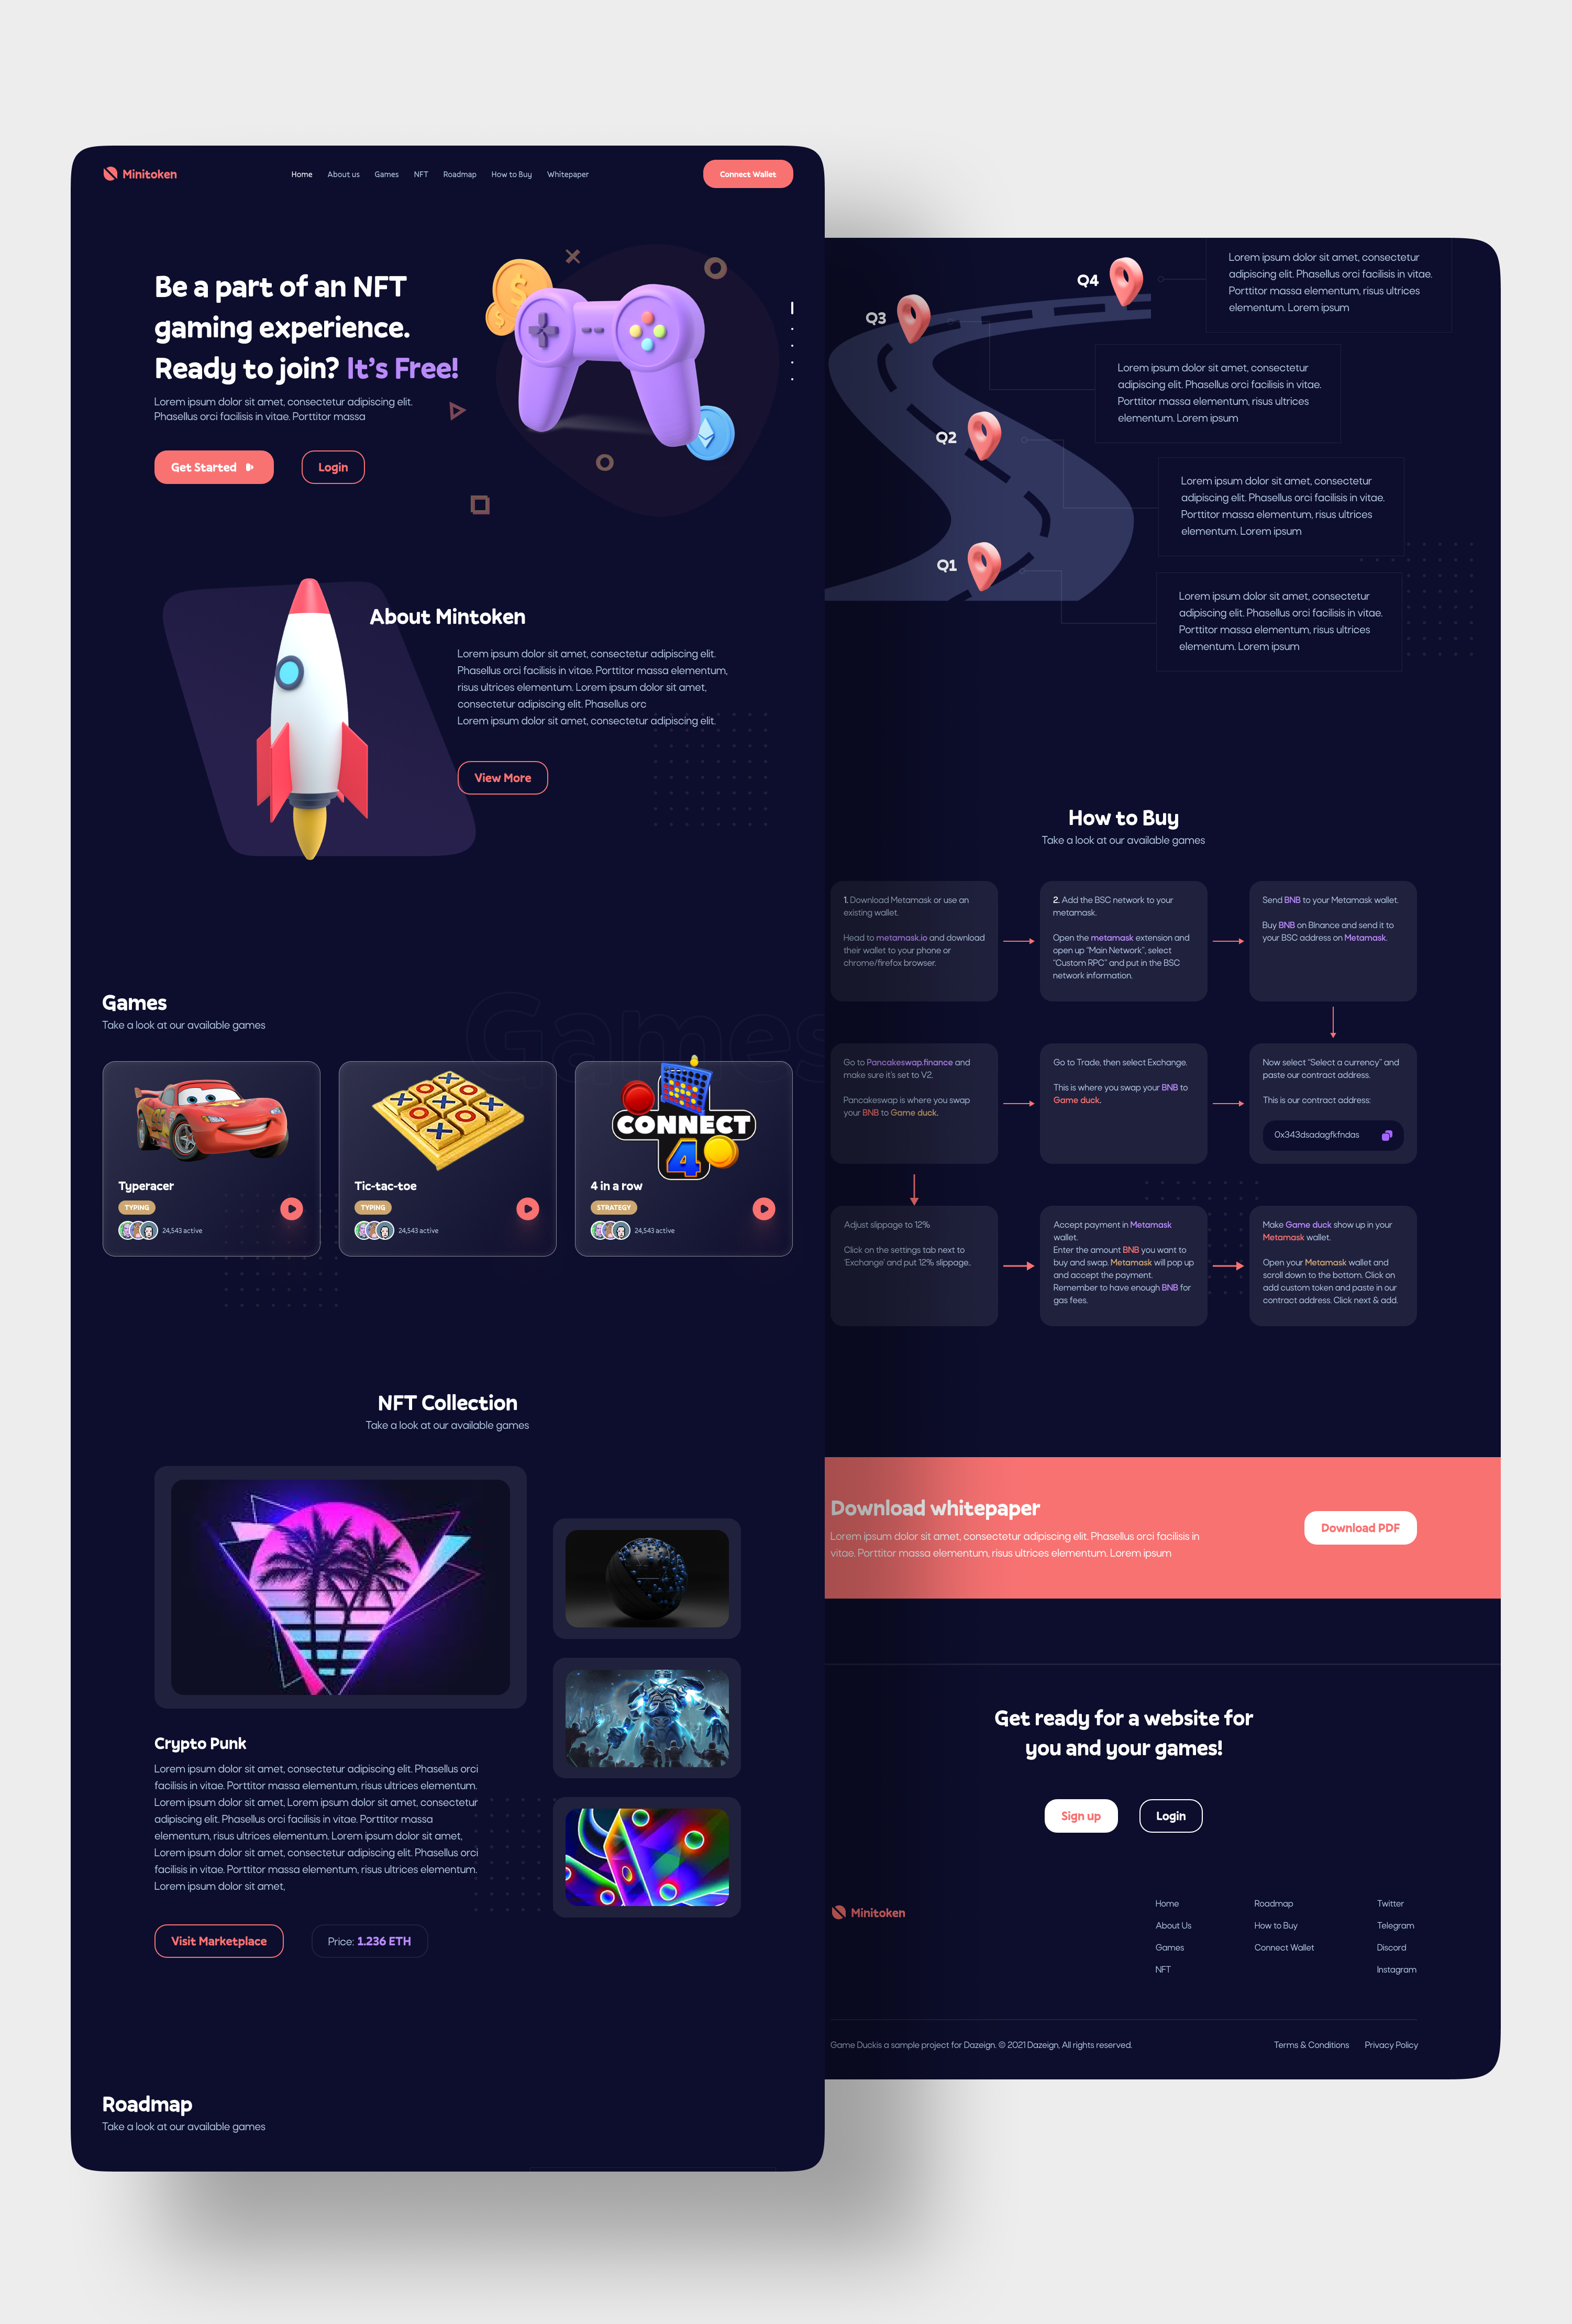 Minitoken
Home
About us
Games
NFT
Roadmap
How to Buy
Whitepaper
Connect Wallet
Be a part of an NFT
gaming experience.
Ready to join? It's Free!
Lorem ipsum dolor sit amet, consectetur adipiscing elit.
Phasellus orci facilisis in vitae. Porttitor massa
Get Started
Login
About Mintoken
Lorem ipsum dolor sit amet, consectetur adipiscing elit.
Phasellus orci facilisis in vitae. Porttitor massa elementum,
risus ultrices elementum. Lorem ipsum dolor sit amet,
consectetur adipiscing elit. Phasellus orc
Lorem ipsum dolor sit amet, consectetur adipiscing elit.
View More
Games
Games
Take a look at our available games
Typeracer
TYPING
24,543 active
Tic-tac-toe
TYPING
24,543 active
CONNECT
4
4 in a row
STRATEGY
24,543 active
NFT Collection
Take a look at our available games
Crypto Punk
Lorem ipsum dolor sit amet, consectetur adipiscing elit. Phasellus orci
facilisis in vitae. Porttitor massa elementum, risus ultrices elementum.
Lorem ipsum dolor sit amet, Lorem ipsum dolor sit amet, consectetur
adipiscing elit. Phasellus orci facilisis in vitae. Porttitor massa
elementum, risus ultrices elementum. Lorem ipsum dolor sit amet,
Lorem ipsum dolor sit amet, consectetur adipiscing elit. Phasellus orci
facilisis in vitae. Porttitor massa elementum, risus ultrices elementum.
Lorem ipsum dolor sit amet,
Visit Marketplace
Price: 1.236 ETH
Roadmap
Take a look at our available games
Q4
Lorem ipsum dolor sit amet, consectetur
adipiscing elit. Phasellus orci facilisis in vitae.
Porttitor massa elementum, risus ultrices
elementum. Lorem ipsum
Q3
Lorem ipsum dolor sit amet, consectetur
adipiscing elit. Phasellus orci facilisis in vitae.
Porttitor massa elementum, risus ultrices
elementum. Lorem ipsum
Q2
Lorem ipsum dolor sit amet, consectetur
adipiscing elit. Phasellus orci facilisis in vitae.
Porttitor massa elementum, risus ultrices
elementum. Lorem ipsum
Q1
Lorem ipsum dolor sit amet, consectetur
adipiscing elit. Phasellus orci facilisis in vitae.
Porttitor massa elementum, risus ultrices
elementum. Lorem ipsum
How to Buy
Take a look at our available games
1. Download Metamask or use an
existing wallet.
Head to metamask.io and download
their wallet to your phone or
chrome/firefox browser.
2. Add the BSC network to your
metamask.
Open the metamask extension and
open up "Main Network", select
"Custom RPC" and put in the BSC
network information.
Send BNB to your Metamask wallet.
Buy BNB on BInance and send it to
your BSC address on Metamask.
Go to Pancakeswap.finance and
make sure it's set to V2.
Pancakeswap is where you swap
your BNB to Game duck.
Go to Trade, then select Exchange.
This is where you swap your BNB to
Game duck.
Now select "Select a currency" and
paste our contract address.
This is our contract address:
0x343dsadagfkfndas
Adjust slippage to 12%
Click on the settings tab next to
'Exchange' and put 12% slippage..
Accept payment in Metamask
wallet.
Enter the amount BNB you want to
buy and swap. Metamask will pop up
and accept the payment.
Remember to have enough BNB for
gas fees.
Make Game duck show up in your
Metamask wallet.
Open your Metamask wallet and
scroll down to the bottom. Click on
add custom token and paste in our
contract address. Click next & add.
Download whitepaper
Lorem ipsum dolor sit amet, consectetur adipiscing elit. Phasellus orci facilisis in
vitae. Porttitor massa elementum, risus ultrices elementum. Lorem ipsum
Download PDF
Get ready for a website for
you and your games!
Sign up
Login
Minitoken
Home
About Us
Games
NFT
Roadmap
How to Buy
Connect Wallet
Twitter
Telegram
Discord
Instagram
Game Duckis a sample project for Dazeign. © 2021 Dazeign, All rights reserved.
Terms & Conditions
Privacy Policy